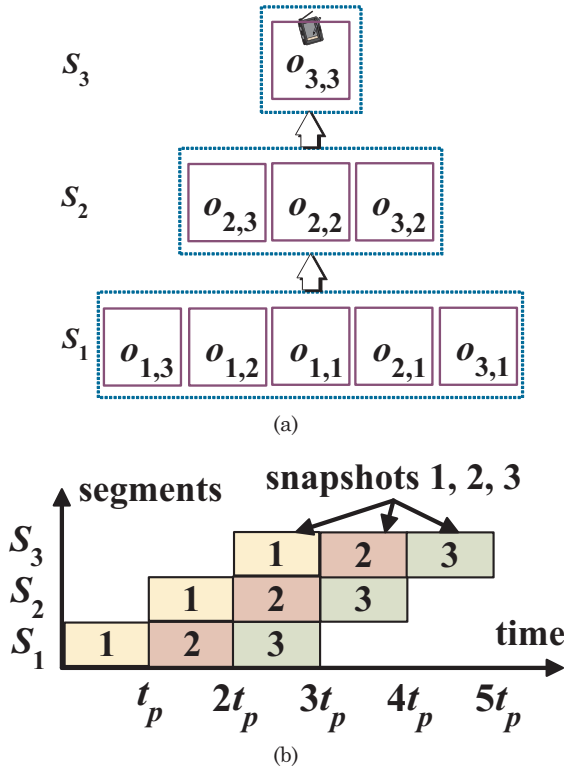 S3
o3,3
S2
o2,3 o2,2 o3,2
S1
o1,3 o1,2 o1,1 o2,1 o3,1
(a)
segments
snapshots 1, 2, 3
S3 1 2 3
S2 1 2 3
S1 1 2 3
time
tp 2tp 3tp 4tp 5tp
(b)